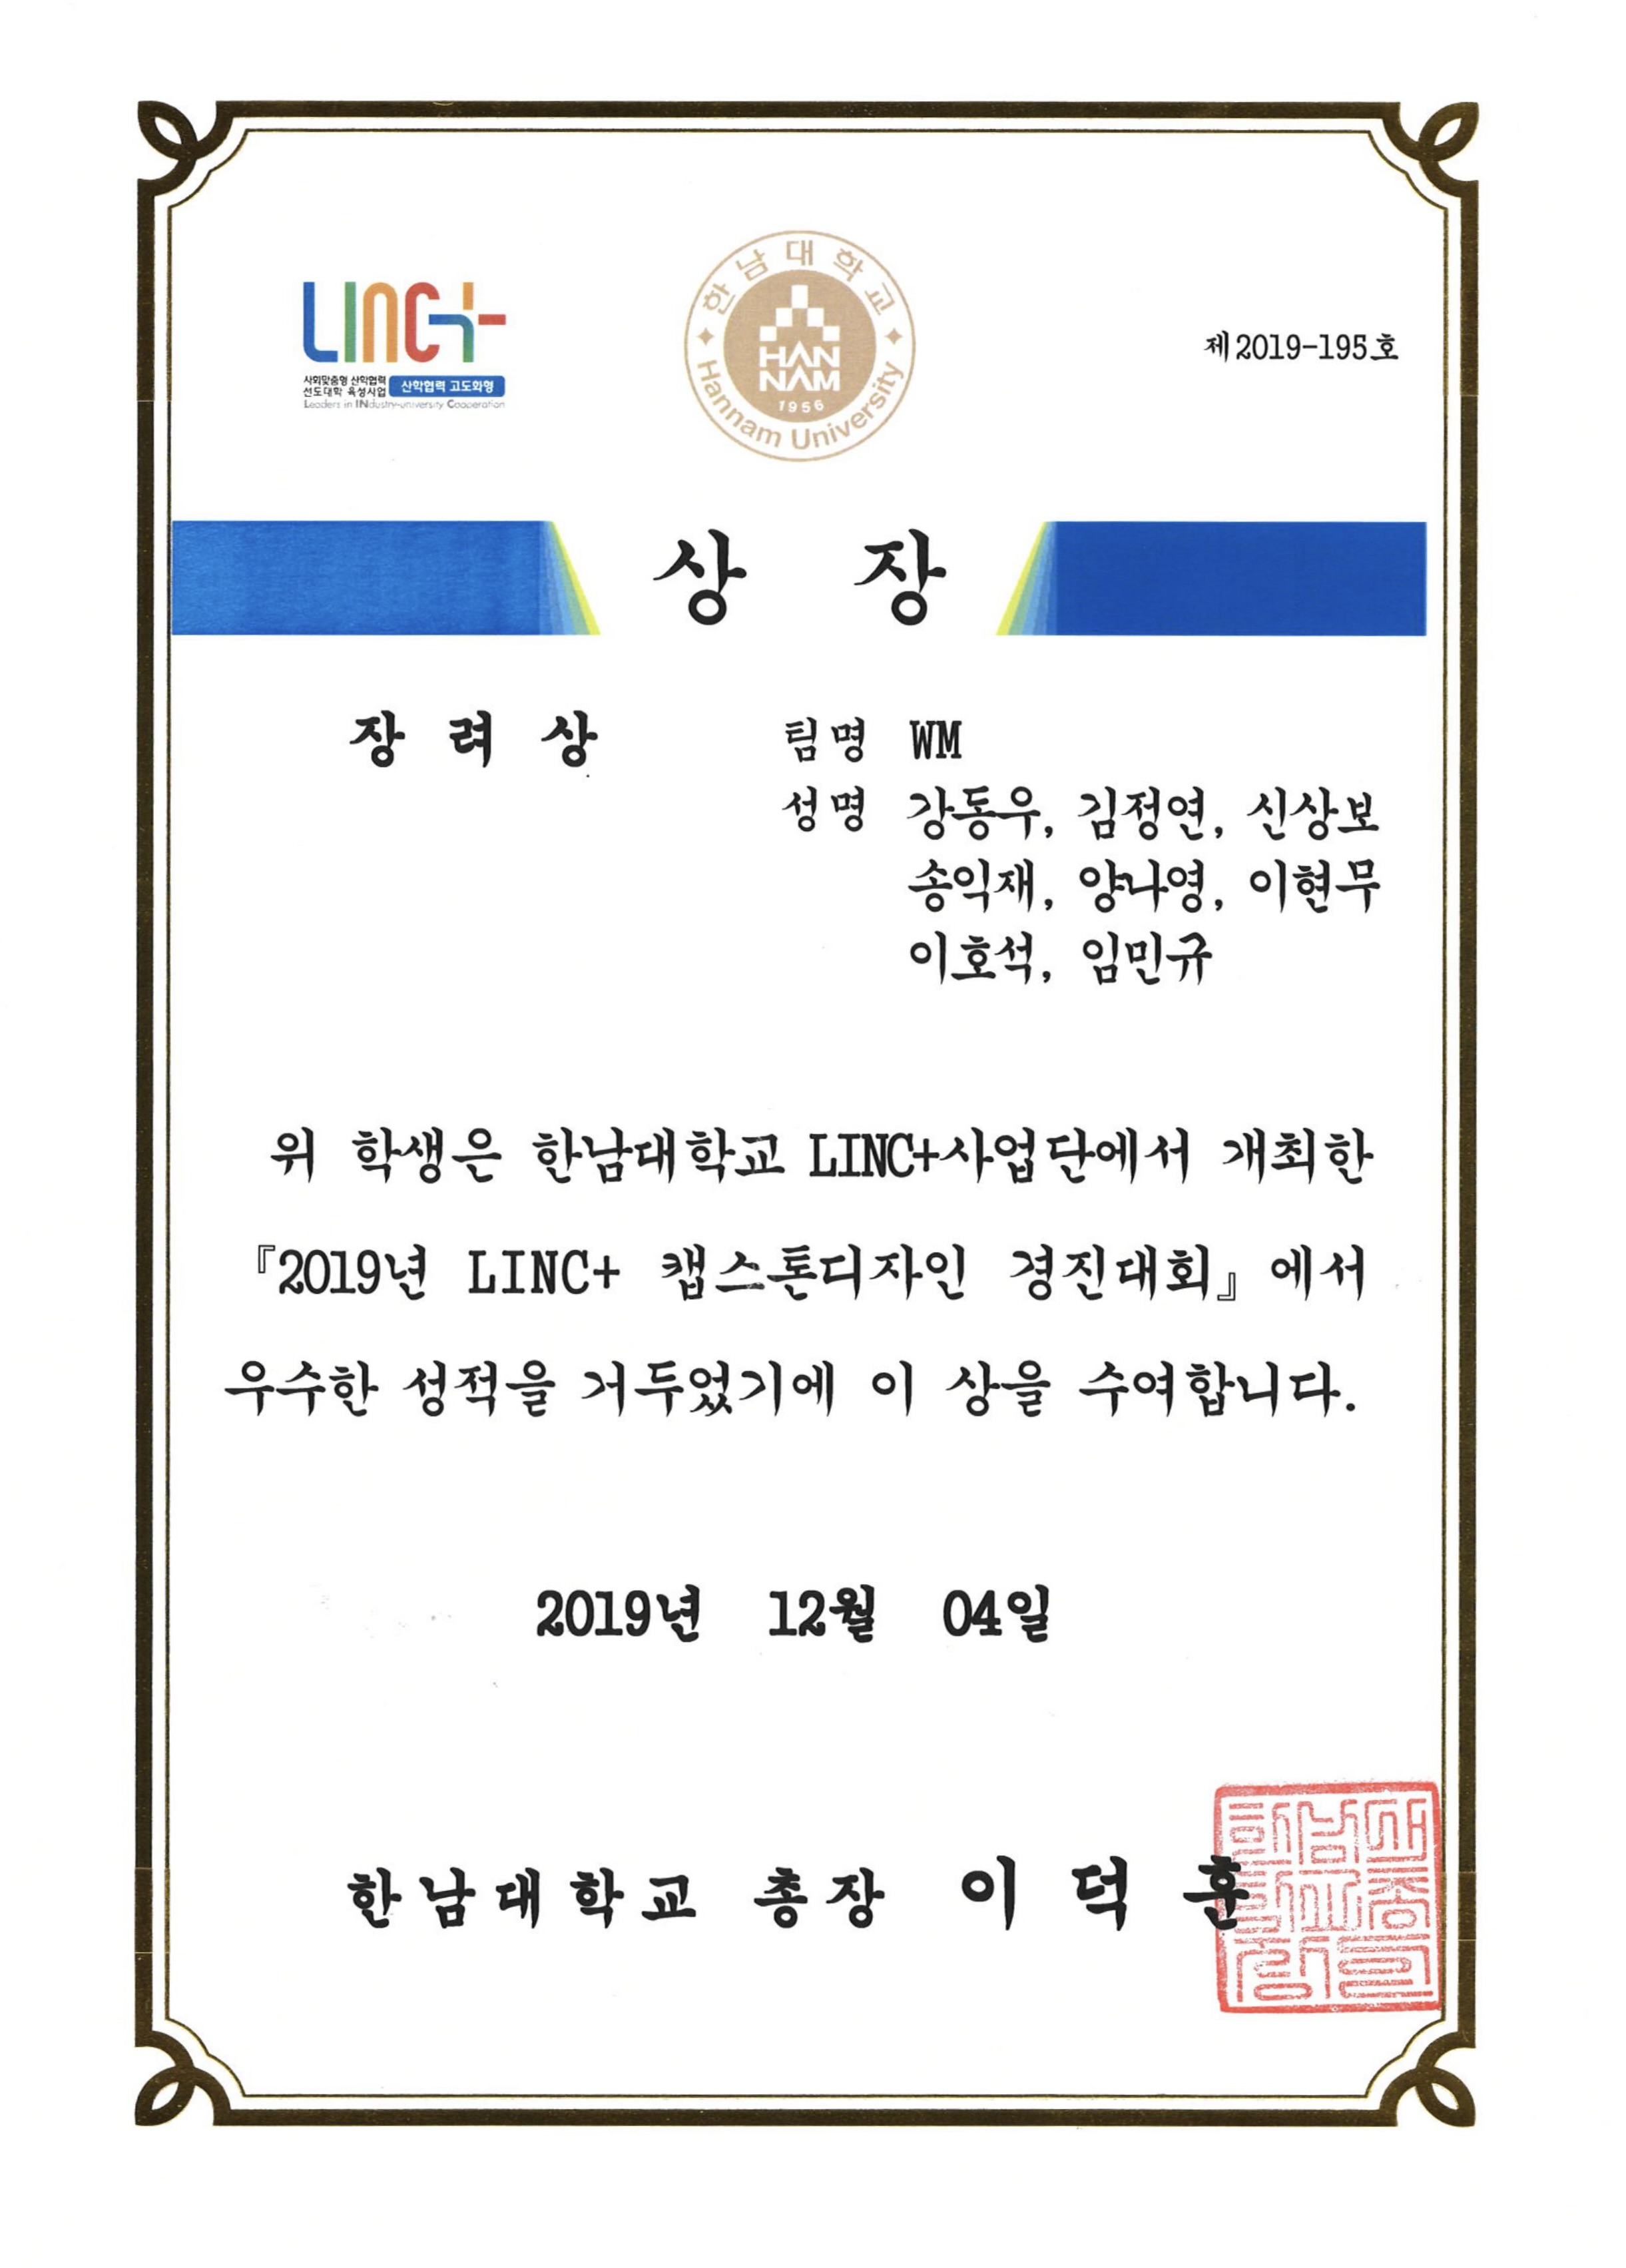 LINC+
사회맞춤형 산학협력
선도대학 육성사업 산학협력 고도화형
Leaders in INdustry-university Cooperation
한남대학교
HAN
NAM
1956
Hannam University
제2019-195호
상 장
장 려 상
팀명 WM
성명 강동우, 김정연, 신상보
송익재, 양나영, 이현무
이호석, 임민규
위 학생은 한남대학교 LINC+사업단에서 개최한
『2019년 LINC+ 캡스톤디자인 경진대회』에서
우수한 성적을 거두었기에 이 상을 수여합니다.
2019년 12월 04일
한남대학교 총장 이 덕 훈